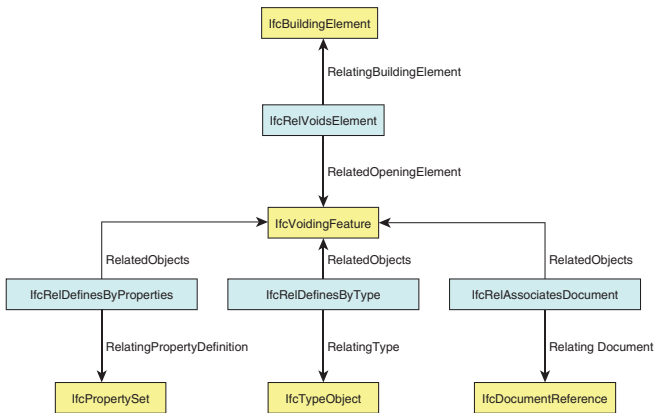 IfcBuildingElement
RelatingBuildingElement
IfcRelVoidsElement
RelatedOpeningElement
IfcVoidingFeature
RelatedObjects
RelatedObjects
RelatedObjects
IfcRelDefinesByProperties
IfcRelDefinesByType
IfcRelAssociatesDocument
RelatingPropertyDefinition
RelatingType
Relating Document
IfcPropertySet
IfcTypeObject
IfcDocumentReference